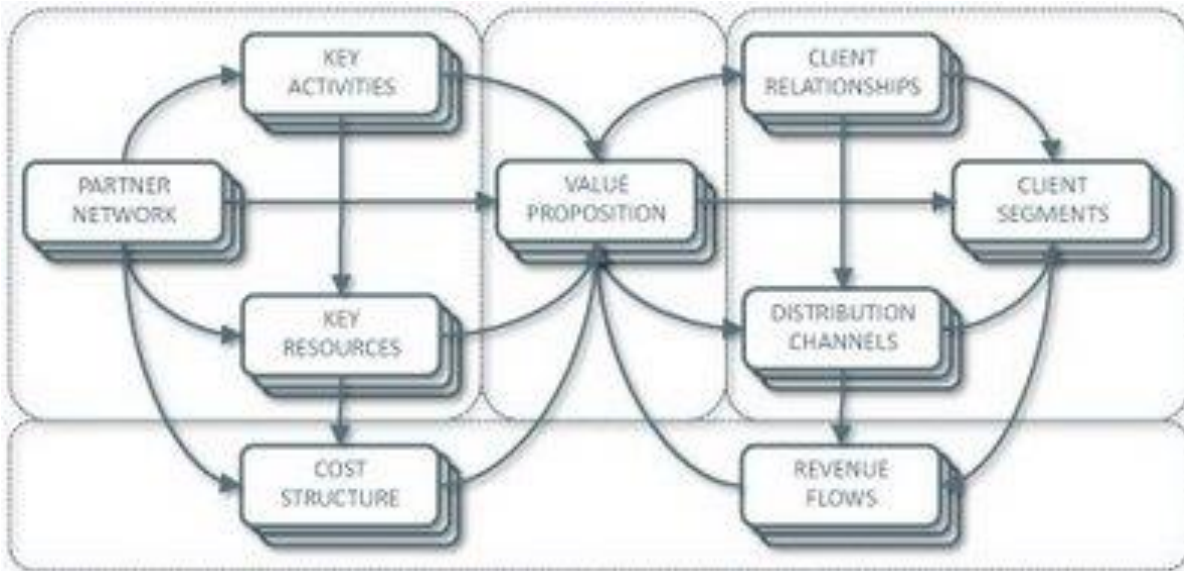 KEY
ACTIVITIES
CLIENT
RELATIONSHIPS
PARTNER
NETWORK
VALUE
PROPOSITION
CLIENT
SEGMENTS
KEY
RESOURCES
DISTRIBUTION
CHANNELS
COST
STRUCTURE
REVENUE
FLOWS